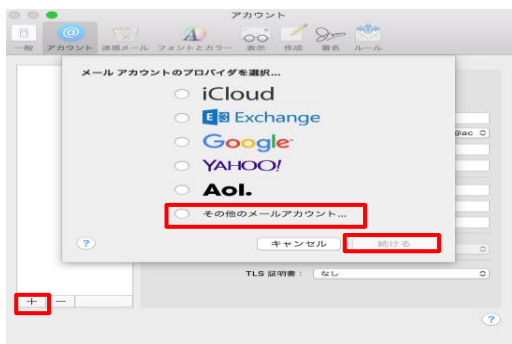 アカウント
一般 アカウント 迷惑メール フォントとカラー 表示 作成 署名 ルール
メール アカウントのプロバイダを選択...
iCloud
E Exchange
Google
@ac
YAHOO!
Aol.
その他のメールアカウント...
? キャンセル 続ける
TLS 証明書： なし
+ −
?